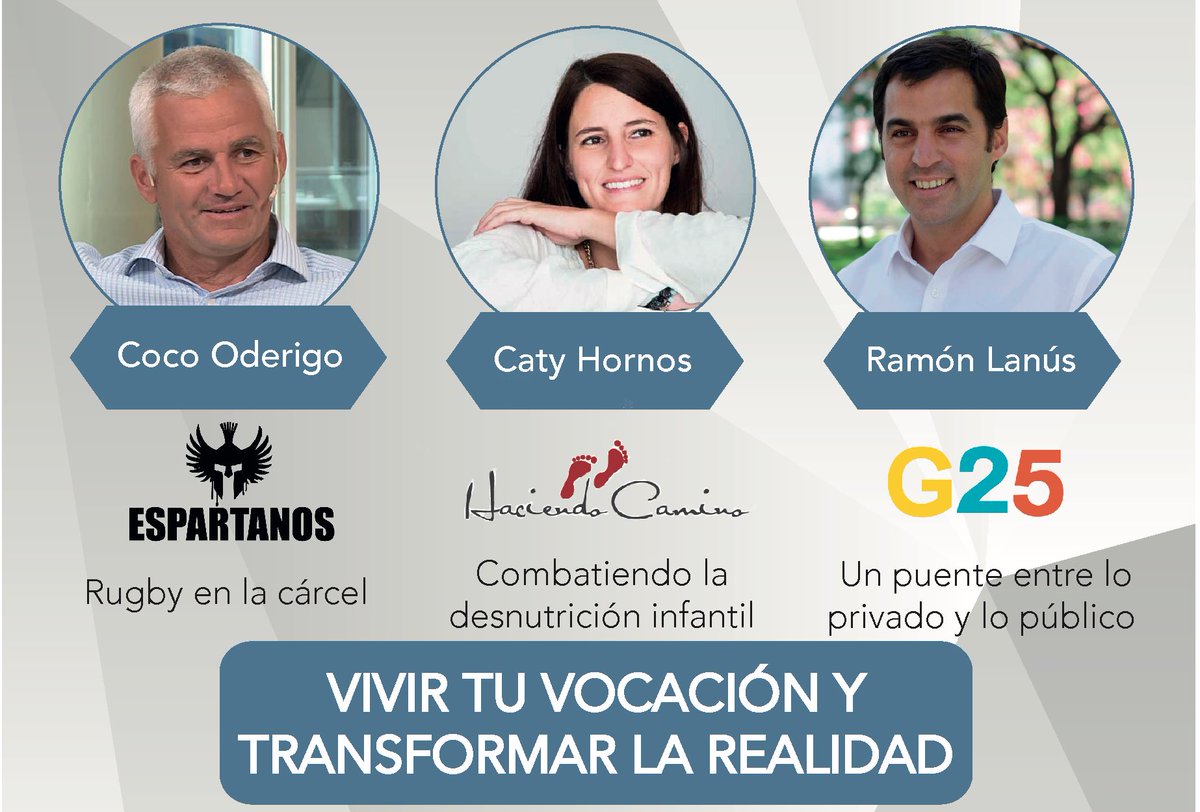 Coco Oderigo
Caty Hornos
Ramón Lanús
ESPARTANOS
Haciendo Camino
G25
Rugby en la cárcel
Combatiendo la
desnutrición infantil
Un puente entre lo
privado y lo público
VIVIR TU VOCACIÓN Y
TRANSFORMAR LA REALIDAD